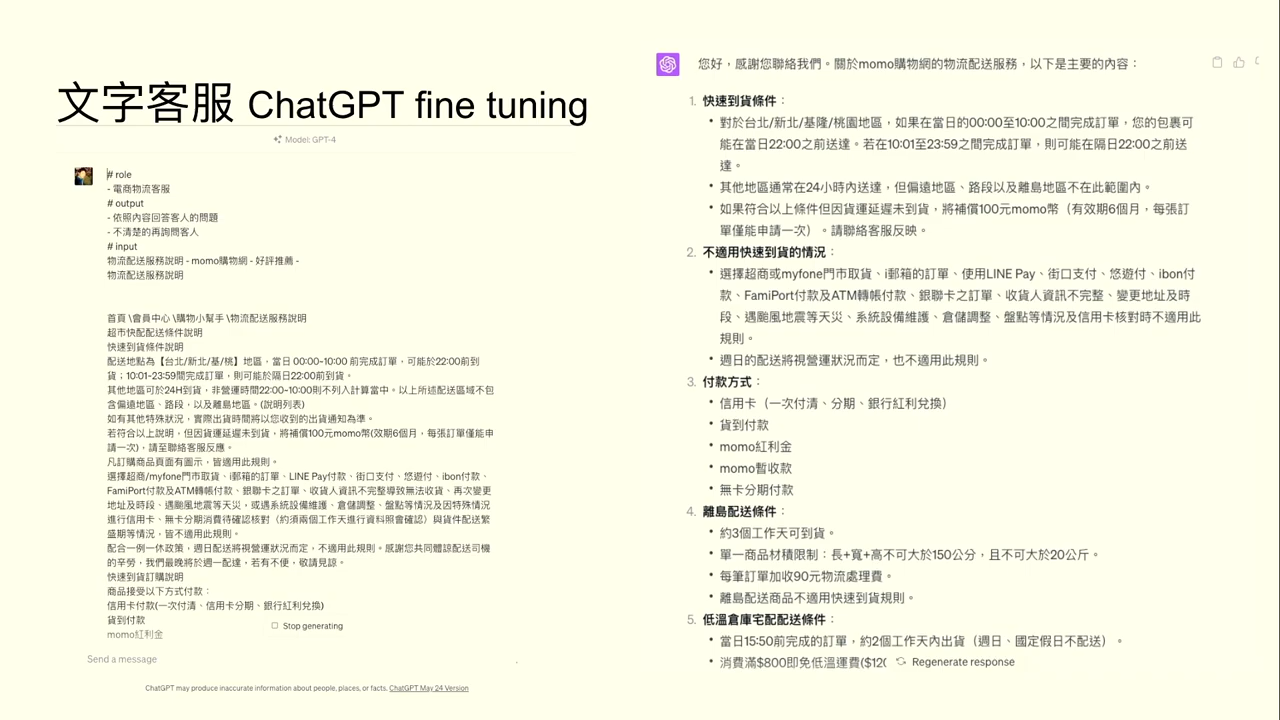 文字客服 ChatGPT fine tuning
Model: GPT-4
# role
- 電商物流客服
# output
- 依照內容回答客人的問題
- 不清楚的再詢問客人
# input
物流配送服務說明 - momo購物網 - 好評推薦 -
物流配送服務說明
首頁 \會員中心 \購物小幫手 \物流配送服務說明
超市快配配送條件說明
快速到貨條件說明
配送地點為【台北/新北/基/桃】地區，當日 00:00~10:00 前完成訂單，可能於22:00前到
貨；10:01~23:59間完成訂單，則可能於隔日22:00前到貨。
其他地區可於24H到貨，非營運時間22:00~10:00則不列入計算當中。以上所述配送區域不包
含偏遠地區、路段，以及離島地區。(說明列表)
如有其他特殊狀況，實際出貨時間將以您收到的出貨通知為準。
若符合以上說明，但因貨運延遲未到貨，將補償100元momo幣(效期6個月，每張訂單僅能申
請一次)，請至聯絡客服反應。
凡訂購商品頁面有圖示，皆適用此規則。
選擇超商/myfone門市取貨、i郵箱的訂單、LINE Pay付款、街口支付、悠遊付、ibon付款、
FamiPort付款及ATM轉帳付款、銀聯卡之訂單、收貨人資訊不完整導致無法收貨、再次變更
地址及時段、遇颱風地震等天災，或遇系統設備維護、倉儲調整、盤點等情況及因特殊情況
進行信用卡、無卡分期消費待確認核對（約須兩個工作天進行資料照會確認）與貨件配送繁
盛期等情況，皆不適用此規則。
配合一例一休政策，週日配送將視營運狀況而定，不適用此規則。感謝您共同體諒配送司機
的辛勞，我們最晚將於週一配達，若有不便，敬請見諒。
快速到貨訂購說明
商品接受以下方式付款：
信用卡付款(一次付清、信用卡分期、銀行紅利兌換)
貨到付款
momo紅利金
Stop generating
Send a message
ChatGPT may produce inaccurate information about people, places, or facts. ChatGPT May 24 Version
您好，感謝您聯絡我們。關於momo購物網的物流配送服務，以下是主要的內容：
1. 快速到貨條件：
• 對於台北/新北/基隆/桃園地區，如果在當日的00:00至10:00之間完成訂單，您的包裹可
能在當日22:00之前送達。若在10:01至23:59之間完成訂單，則可能在隔日22:00之前送
達。
• 其他地區通常在24小時內送達，但偏遠地區、路段以及離島地區不在此範圍內。
• 如果符合以上條件但因貨運延遲未到貨，將補償100元momo幣（有效期6個月，每張訂
單僅能申請一次）。請聯絡客服反映。
2. 不適用快速到貨的情況：
• 選擇超商或myfone門市取貨、i郵箱的訂單、使用LINE Pay、街口支付、悠遊付、ibon付
款、FamiPort付款及ATM轉帳付款、銀聯卡之訂單、收貨人資訊不完整、變更地址及時
段、遇颱風地震等天災、系統設備維護、倉儲調整、盤點等情況及信用卡核對時不適用此
規則。
• 週日的配送將視營運狀況而定，也不適用此規則。
3. 付款方式：
• 信用卡（一次付清、分期、銀行紅利兌換）
• 貨到付款
• momo紅利金
• momo暫收款
• 無卡分期付款
4. 離島配送條件：
• 約3個工作天可到貨。
• 單一商品材積限制：長+寬+高不可大於150公分，且不可大於20公斤。
• 每筆訂單加收90元物流處理費。
• 離島配送商品不適用快速到貨規則。
5. 低溫倉庫宅配配送條件：
• 當日15:50前完成的訂單，約2個工作天內出貨（週日、國定假日不配送）。
• 消費滿$800即免低溫運費($12(
Regenerate response